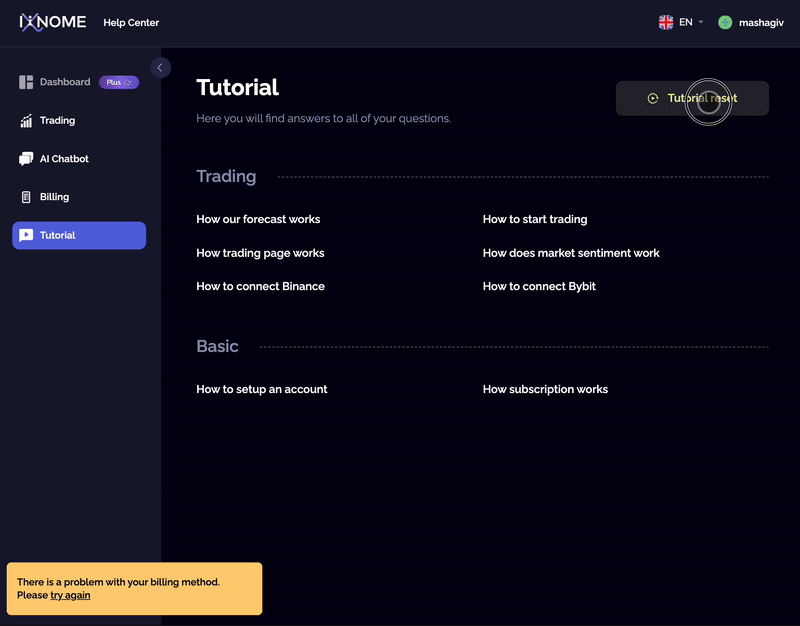 IXNOME
Help Center
EN
mashagiv
Dashboard
Plus
Trading
AI Chatbot
Billing
Tutorial
Tutorial
Here you will find answers to all of your questions.
Tutorial reset
Trading
How our forecast works
How to start trading
How trading page works
How does market sentiment work
How to connect Binance
How to connect Bybit
Basic
How to setup an account
How subscription works
There is a problem with your billing method.
Please try again